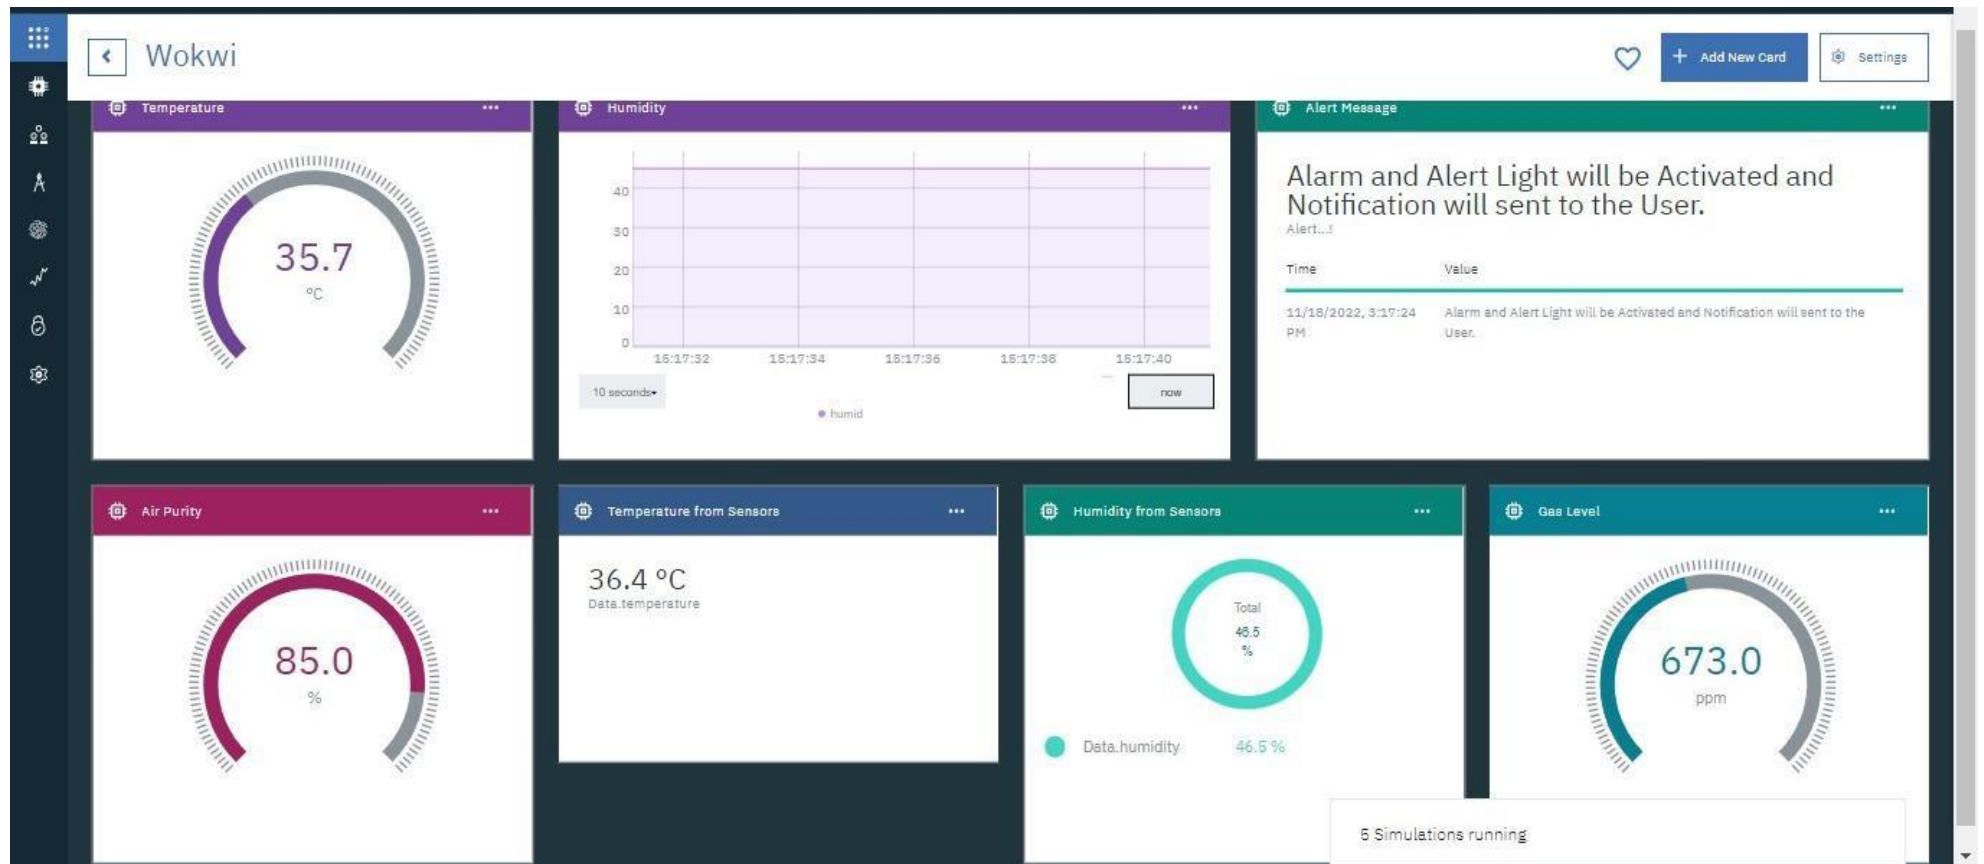 Wokwi
+ Add New Card
Settings
Temperature
35.7
°C
Humidity
40
30
20
10
0
15:17:32 15:17:34 15:17:36 15:17:38 15:17:40
10 seconds
now
humid
Alert Message
Alarm and Alert Light will be Activated and
Notification will sent to the User.
Alert...!
Time Value
11/18/2022, 3:17:24 Alarm and Alert Light will be Activated and Notification will sent to the
PM User.
Air Purity
85.0
%
Temperature from Sensors
36.4 °C
Data.temperature
Humidity from Sensors
Total
46.5
%
Data.humidity 46.5 %
Gas Level
673.0
ppm
5 Simulations running